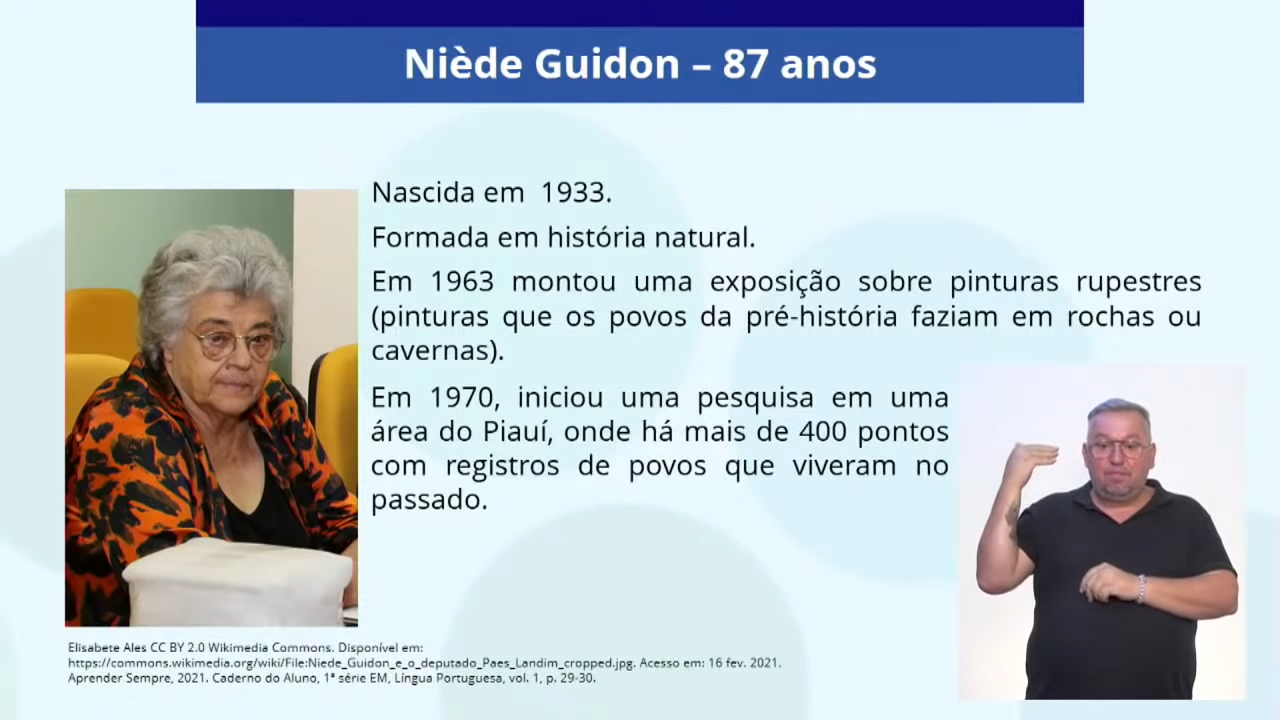 Niède Guidon – 87 anos
Nascida em 1933.
Formada em história natural.
Em 1963 montou uma exposição sobre pinturas rupestres
(pinturas que os povos da pré-história faziam em rochas ou
cavernas).
Em 1970, iniciou uma pesquisa em uma
área do Piauí, onde há mais de 400 pontos
com registros de povos que viveram no
passado.
Elisabete Ales CC BY 2.0 Wikimedia Commons. Disponível em:
https://commons.wikimedia.org/wiki/File:Niede_Guidon_e_o_deputado_Paes_Landim_cropped.jpg. Acesso em: 16 fev. 2021.
Aprender Sempre, 2021. Caderno do Aluno, 1ª série EM, Língua Portuguesa, vol. 1, p. 29-30.